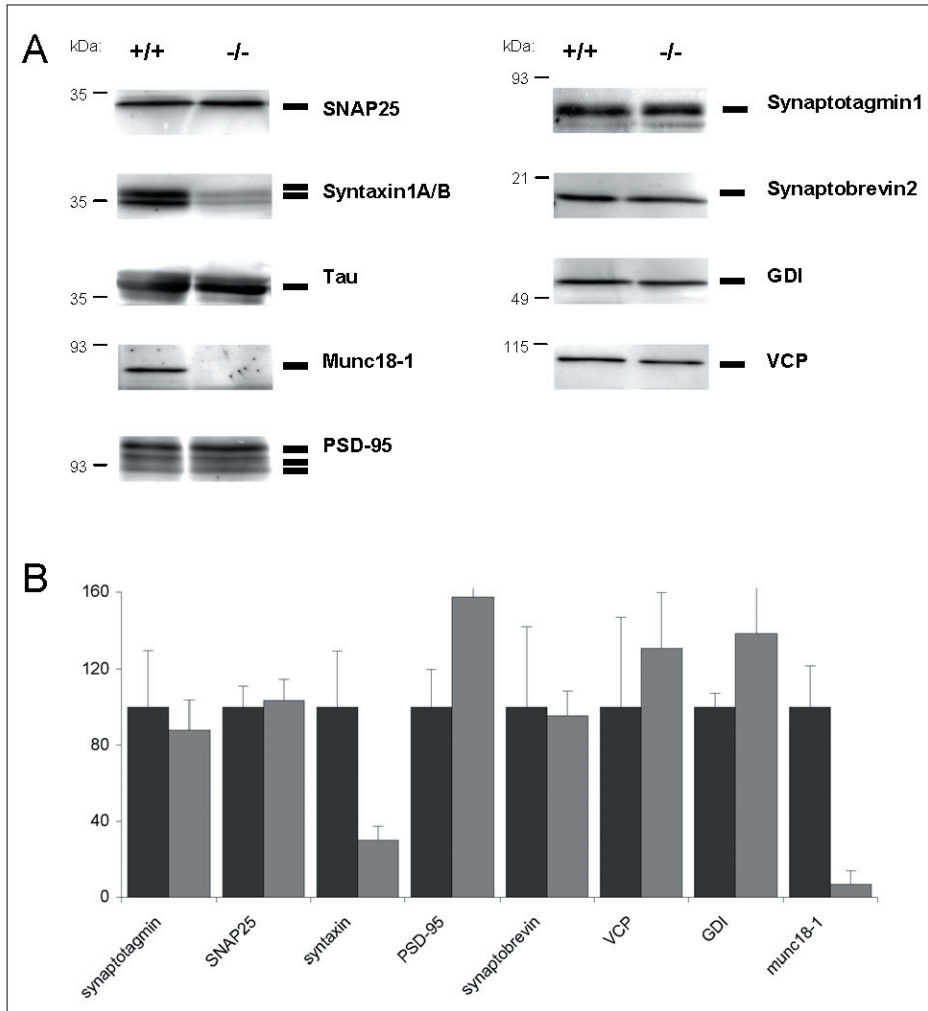 A
kDa: +/+ -/-
35 SNAP25
35 Syntaxin1A/B
35 Tau
93 Munc18-1
93 PSD-95
kDa: +/+ -/-
93 Synaptotagmin1
21 Synaptobrevin2
49 GDI
115 VCP
B
160
120
80
40
0
synaptotagmin SNAP25 syntaxin PSD-95 synaptobrevin VCP GDI munc18-1